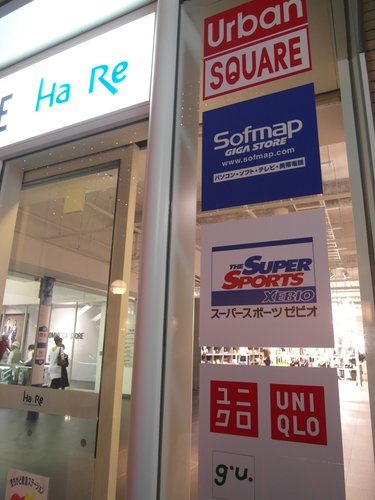 Urban
SQUARE
E Ha Re
Sofmap
GIGA STORE
www.sofmap.com
パソコン・ソフト・テレビ・携帯電話
THE SUPER
SPORTS
XEBIO
スーパースポーツゼビオ
ユニ
クロ
UNI
QLO
g.u.
Ha Re